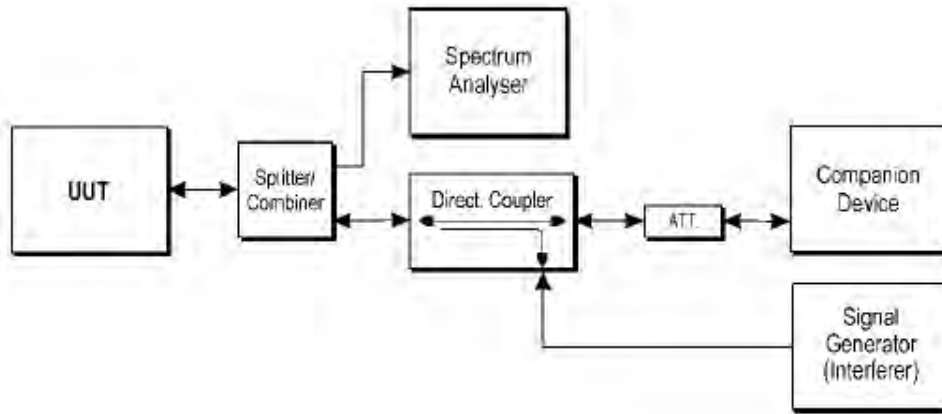 Spectrum
Analyser
UUT
Splitter/
Combiner
Direct. Coupler
ATT.
Companion
Device
Signal
Generator
(Interferer)